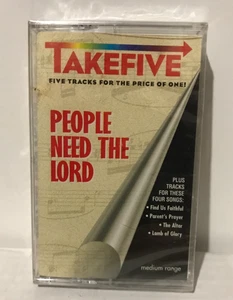 TAKEFIVE
FIVE TRACKS FOR THE PRICE OF ONE!
PEOPLE
NEED THE
LORD
PLUS
TRACKS
FOR THESE
FOUR SONGS:
• Find Us Faithful
• Parent's Prayer
• The Altar
• Lamb of Glory
medium range